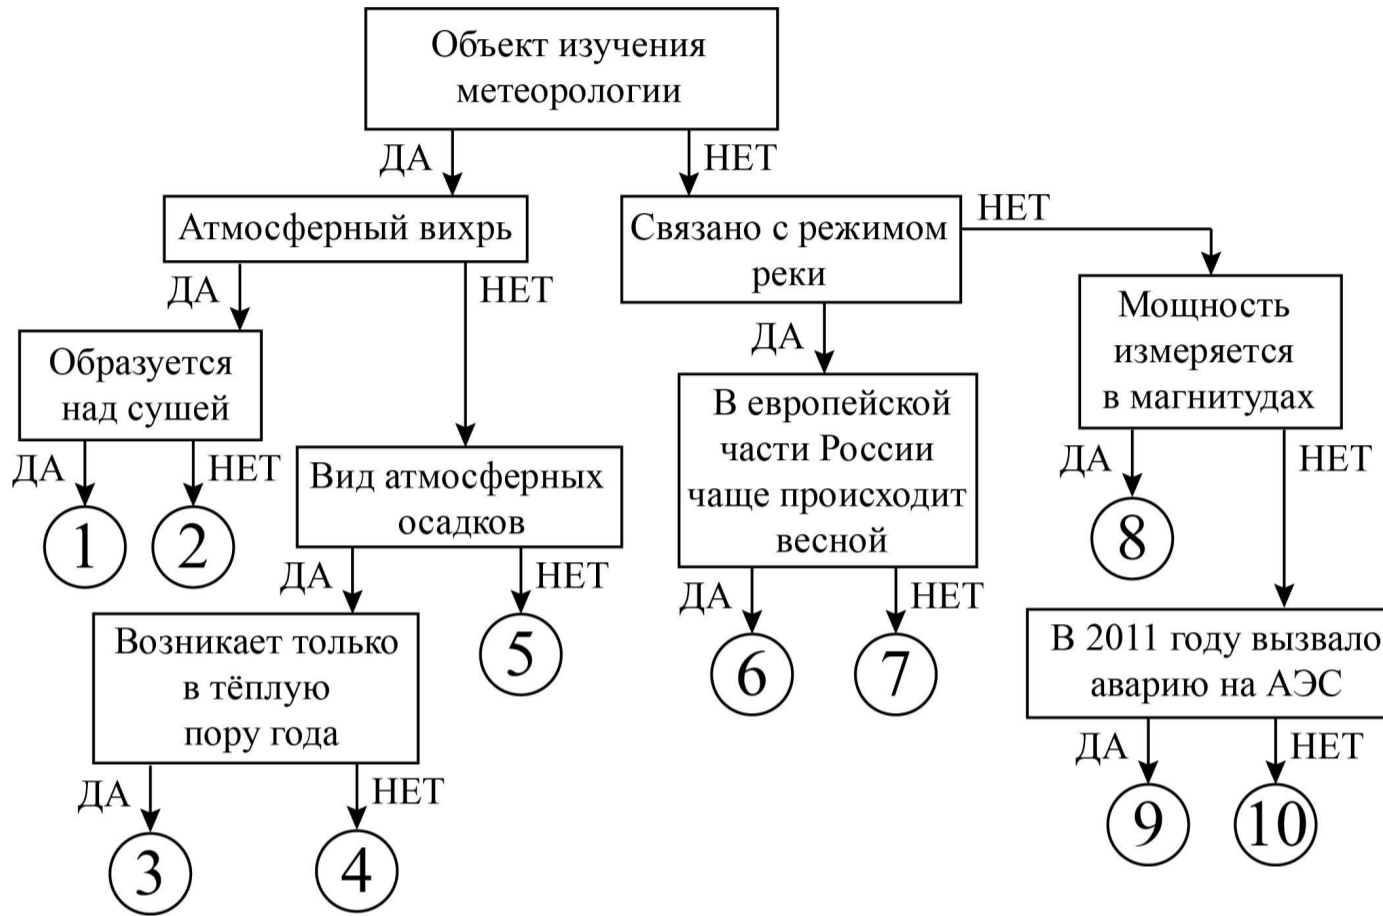 Объект изучения
метеорологии
ДА
НЕТ
Атмосферный вихрь
Связано с режимом
реки
НЕТ
ДА
НЕТ
ДА
Образуется
над сушей
Мощность
измеряется
в магнитудах
В европейской
части России
чаще происходит
весной
ДА
НЕТ
Вид атмосферных
осадков
ДА
НЕТ
1
2
8
ДА
НЕТ
ДА
НЕТ
Возникает только
в тёплую
пору года
5
6
7
В 2011 году вызвало
аварию на АЭС
ДА
НЕТ
ДА
НЕТ
3
4
9
10